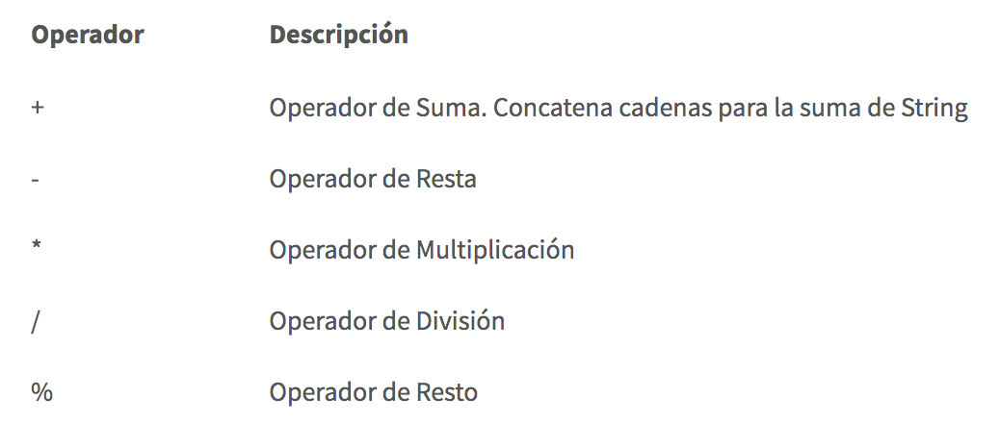 Operador Descripción
+ Operador de Suma. Concatena cadenas para la suma de String
- Operador de Resta
* Operador de Multiplicación
/ Operador de División
% Operador de Resto